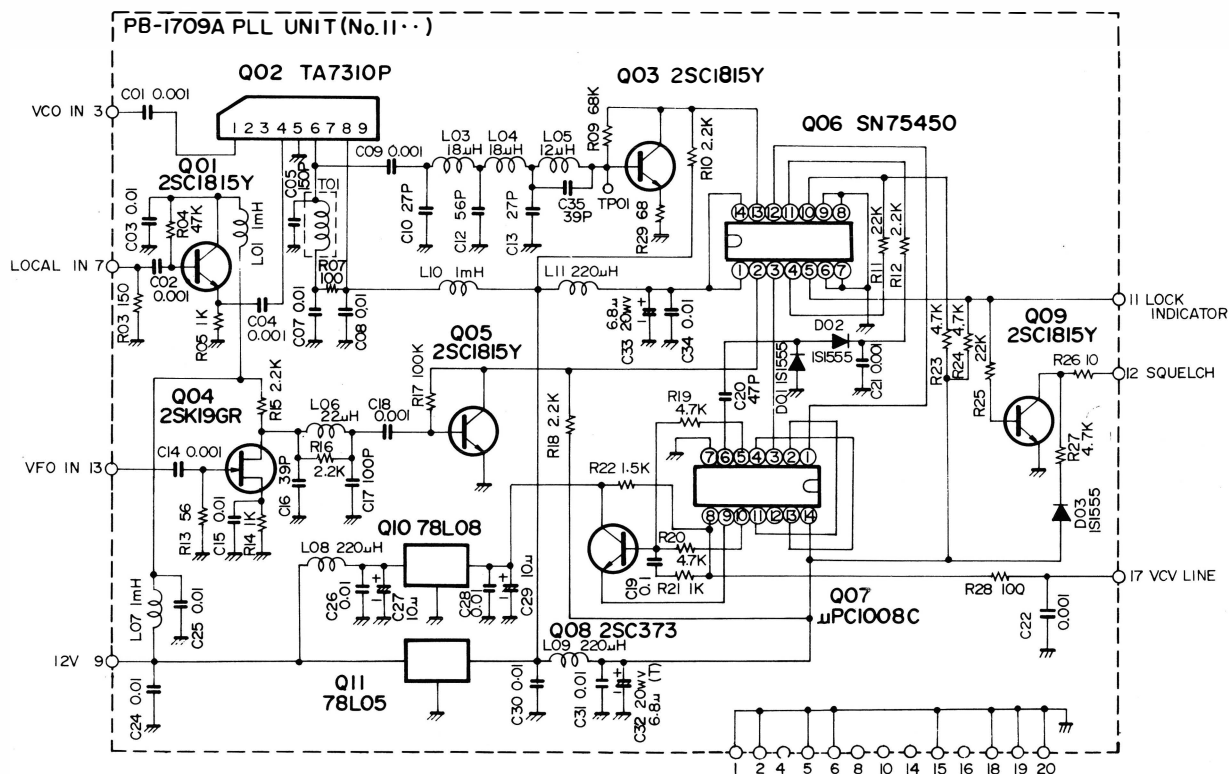 PB-1709A PLL UNIT (No.11‥)
Q02 TA7310P
Q03 2SC1815Y
C01 0.001
VCO IN 3
1 2 3 4 5 6 7 8 9
C09 0.001
L03
18μH
L04
18μH
L05
12μH
R09 68K
R10 2.2K
Q06 SN75450
Q01
2SC1815Y
C05
150P
T01
C03 0.01
R04
47K
L01 1mH
C10 27P
C12 56P
C13 27P
C35
39P
TP01
R29 68
14 13 12 11 10 9 8
LOCAL IN 7
C02
0.001
R03 150
R05 1K
C04
0.001
R07
100
C07 0.01
C08 0.01
L10 1mH
L11 220μH
6.8μ
20wv
C33
C34 0.01
1 2 3 4 5 6 7
R11 22K
R12 2.2K
11 LOCK
INDICATOR
Q05
2SC1815Y
D02
1S1555
D01 1S1555
C21 0.001
C20
47P
R23 4.7K
R24 4.7K
R25 22K
Q09
2SC1815Y
R26 10
12 SQUELCH
Q04
2SK19GR
R15 2.2K
L06
22μH
R16
2.2K
C18
0.001
R17 100K
R18 2.2K
R19
4.7K
R27
4.7K
VFO IN 13
C14 0.001
C16 39P
C17 100P
R22 1.5K
7 6 5 4 3 2 1
D03
1S1555
R13 56
C15 0.01
R14 1K
Q10 78L08
8 9 10 11 12 13 14
L08 220μH
R20
4.7K
C19
0.1
R21 1K
L07 1mH
C25 0.01
C26
0.01
C27
10μ
C28
0.01
C29 10μ
Q07
μPC1008C
R28 100
17 VCV LINE
C22
0.001
Q08 2SC373
L09 220μH
12V 9
C24 0.01
Q11
78L05
C30 0.01
C31 0.01
C32 20wv
6.8μ (T)
1 2 4 5 6 8 10 14 15 16 18 19 20